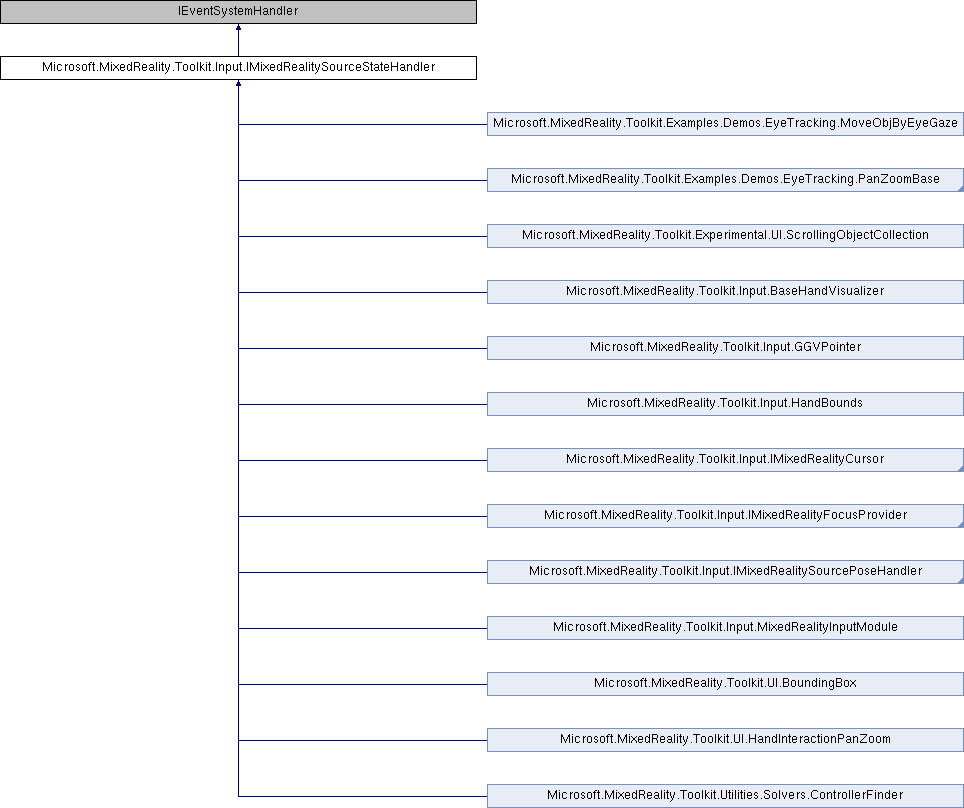 IEventSystemHandler
Microsoft.MixedReality.Toolkit.Input.IMixedRealitySourceStateHandler
Microsoft.MixedReality.Toolkit.Examples.Demos.EyeTracking.MoveObjByEyeGaze
Microsoft.MixedReality.Toolkit.Examples.Demos.EyeTracking.PanZoomBase
Microsoft.MixedReality.Toolkit.Experimental.UI.ScrollingObjectCollection
Microsoft.MixedReality.Toolkit.Input.BaseHandVisualizer
Microsoft.MixedReality.Toolkit.Input.GGVPointer
Microsoft.MixedReality.Toolkit.Input.HandBounds
Microsoft.MixedReality.Toolkit.Input.IMixedRealityCursor
Microsoft.MixedReality.Toolkit.Input.IMixedRealityFocusProvider
Microsoft.MixedReality.Toolkit.Input.IMixedRealitySourcePoseHandler
Microsoft.MixedReality.Toolkit.Input.MixedRealityInputModule
Microsoft.MixedReality.Toolkit.UI.BoundingBox
Microsoft.MixedReality.Toolkit.UI.HandInteractionPanZoom
Microsoft.MixedReality.Toolkit.Utilities.Solvers.ControllerFinder